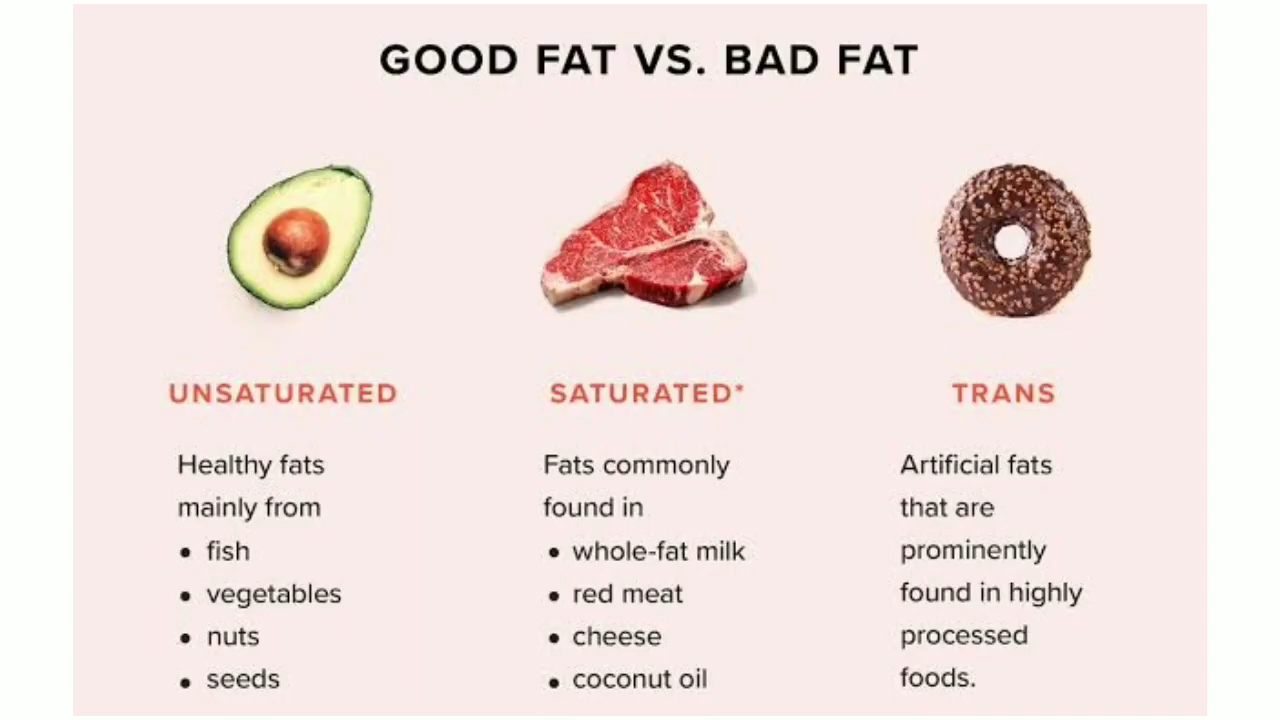 GOOD FAT VS. BAD FAT
UNSATURATED
Healthy fats
mainly from
• fish
• vegetables
• nuts
• seeds
SATURATED*
Fats commonly
found in
• whole-fat milk
• red meat
• cheese
• coconut oil
TRANS
Artificial fats
that are
prominently
found in highly
processed
foods.